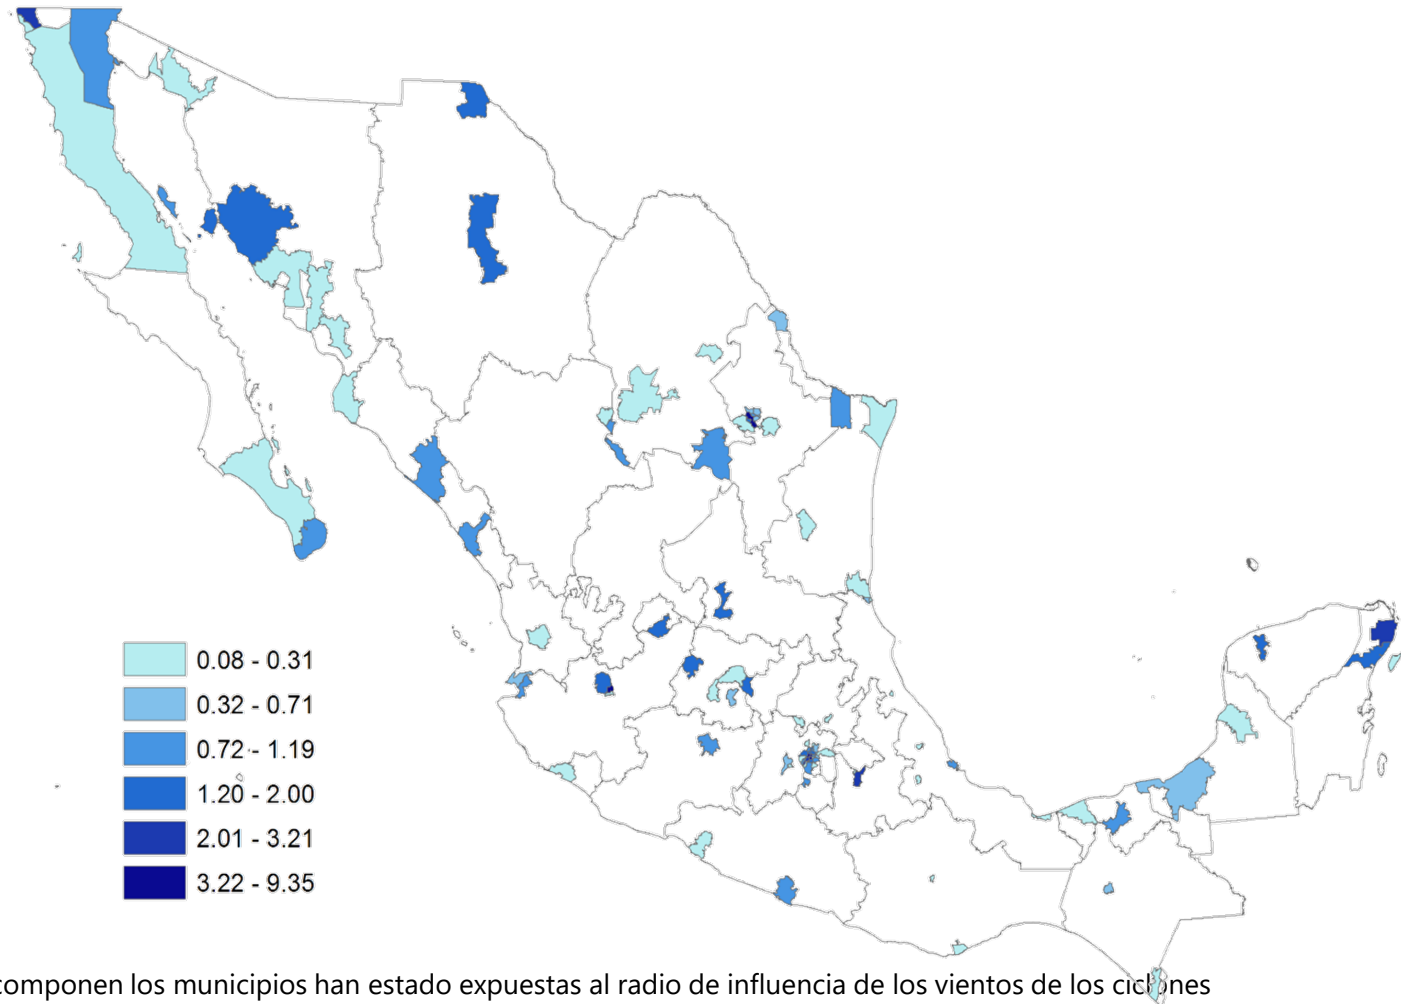 0.08 - 0.31
0.32 - 0.71
0.72 - 1.19
1.20 - 2.00
2.01 - 3.21
3.22 - 9.35
componen los municipios han estado expuestas al radio de influencia de los vientos de los ciclones